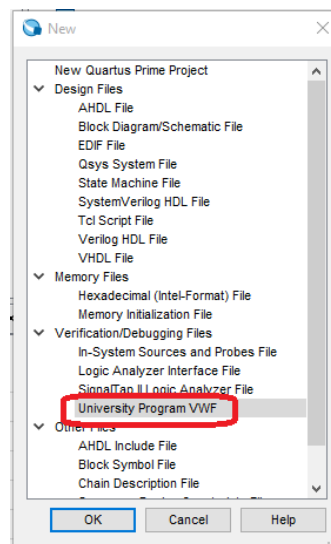 New
New Quartus Prime Project
Design Files
AHDL File
Block Diagram/Schematic File
EDIF File
Qsys System File
State Machine File
SystemVerilog HDL File
Tcl Script File
Verilog HDL File
VHDL File
Memory Files
Hexadecimal (Intel-Format) File
Memory Initialization File
Verification/Debugging Files
In-System Sources and Probes File
Logic Analyzer Interface File
SignalTap II Logic Analyzer File
University Program VWF
Other Files
AHDL Include File
Block Symbol File
Chain Description File
OK
Cancel
Help